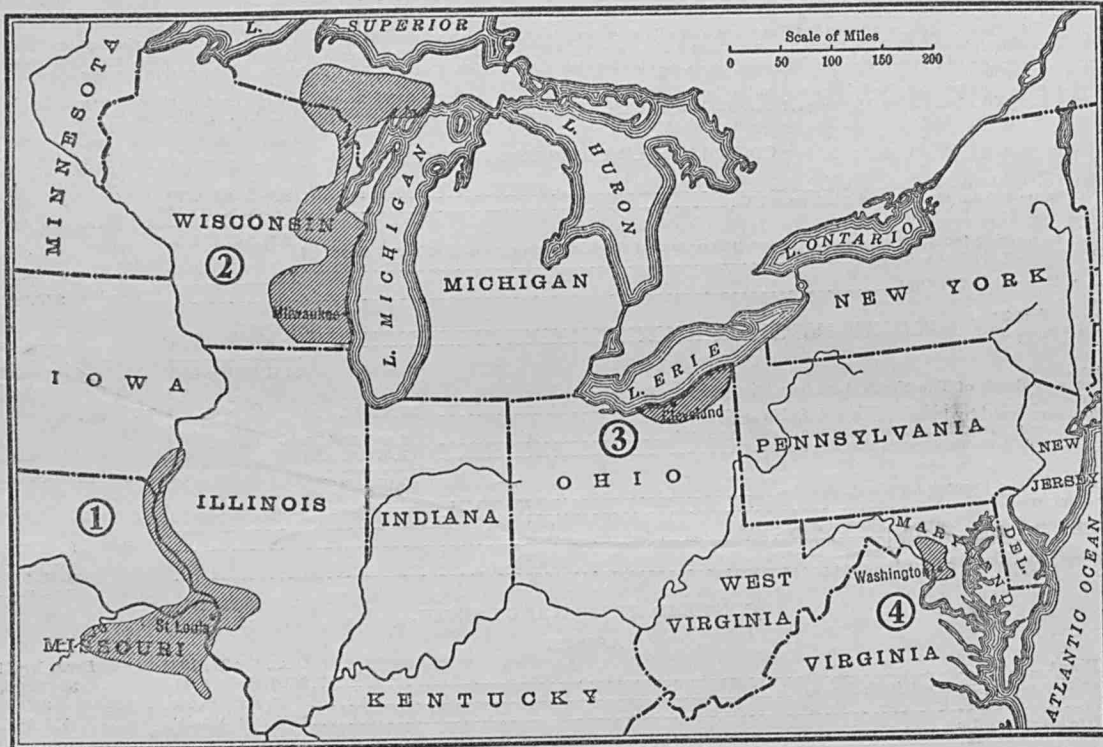 L. SUPERIOR
Scale of Miles
0 50 100 150 200
MINNESOTA
L. HURON
WISCONSIN
2
L. MICHIGAN
MICHIGAN
L. ONTARIO
NEW YORK
Milwaukee
IOWA
L. ERIE
Cleveland
3
PENNSYLVANIA
NEW JERSEY
OHIO
1
ILLINOIS
INDIANA
MARYLAND
DEL.
Washington
WEST VIRGINIA
4
St Louis
MISSOURI
VIRGINIA
KENTUCKY
ATLANTIC OCEAN